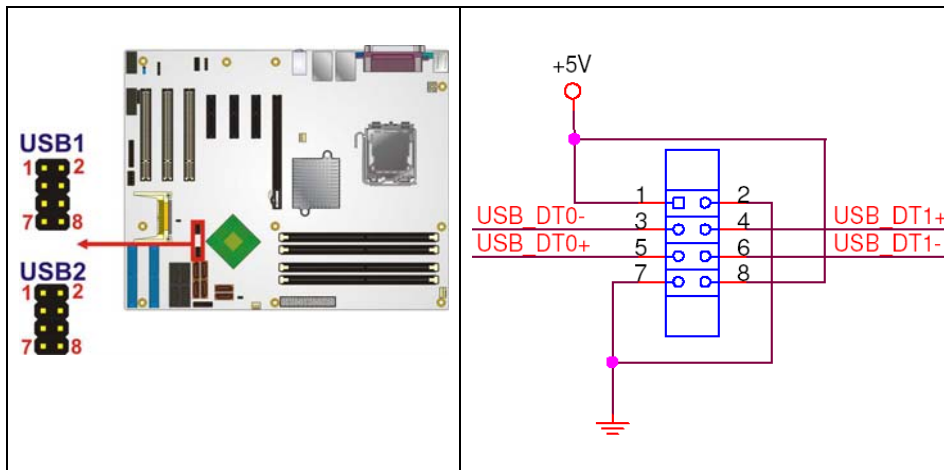 USB1
1 2
7 8
USB2
1 2
7 8
+5V
1 2
USB_DT0- 3 4 USB_DT1+
USB_DT0+ 5 6 USB_DT1-
7 8